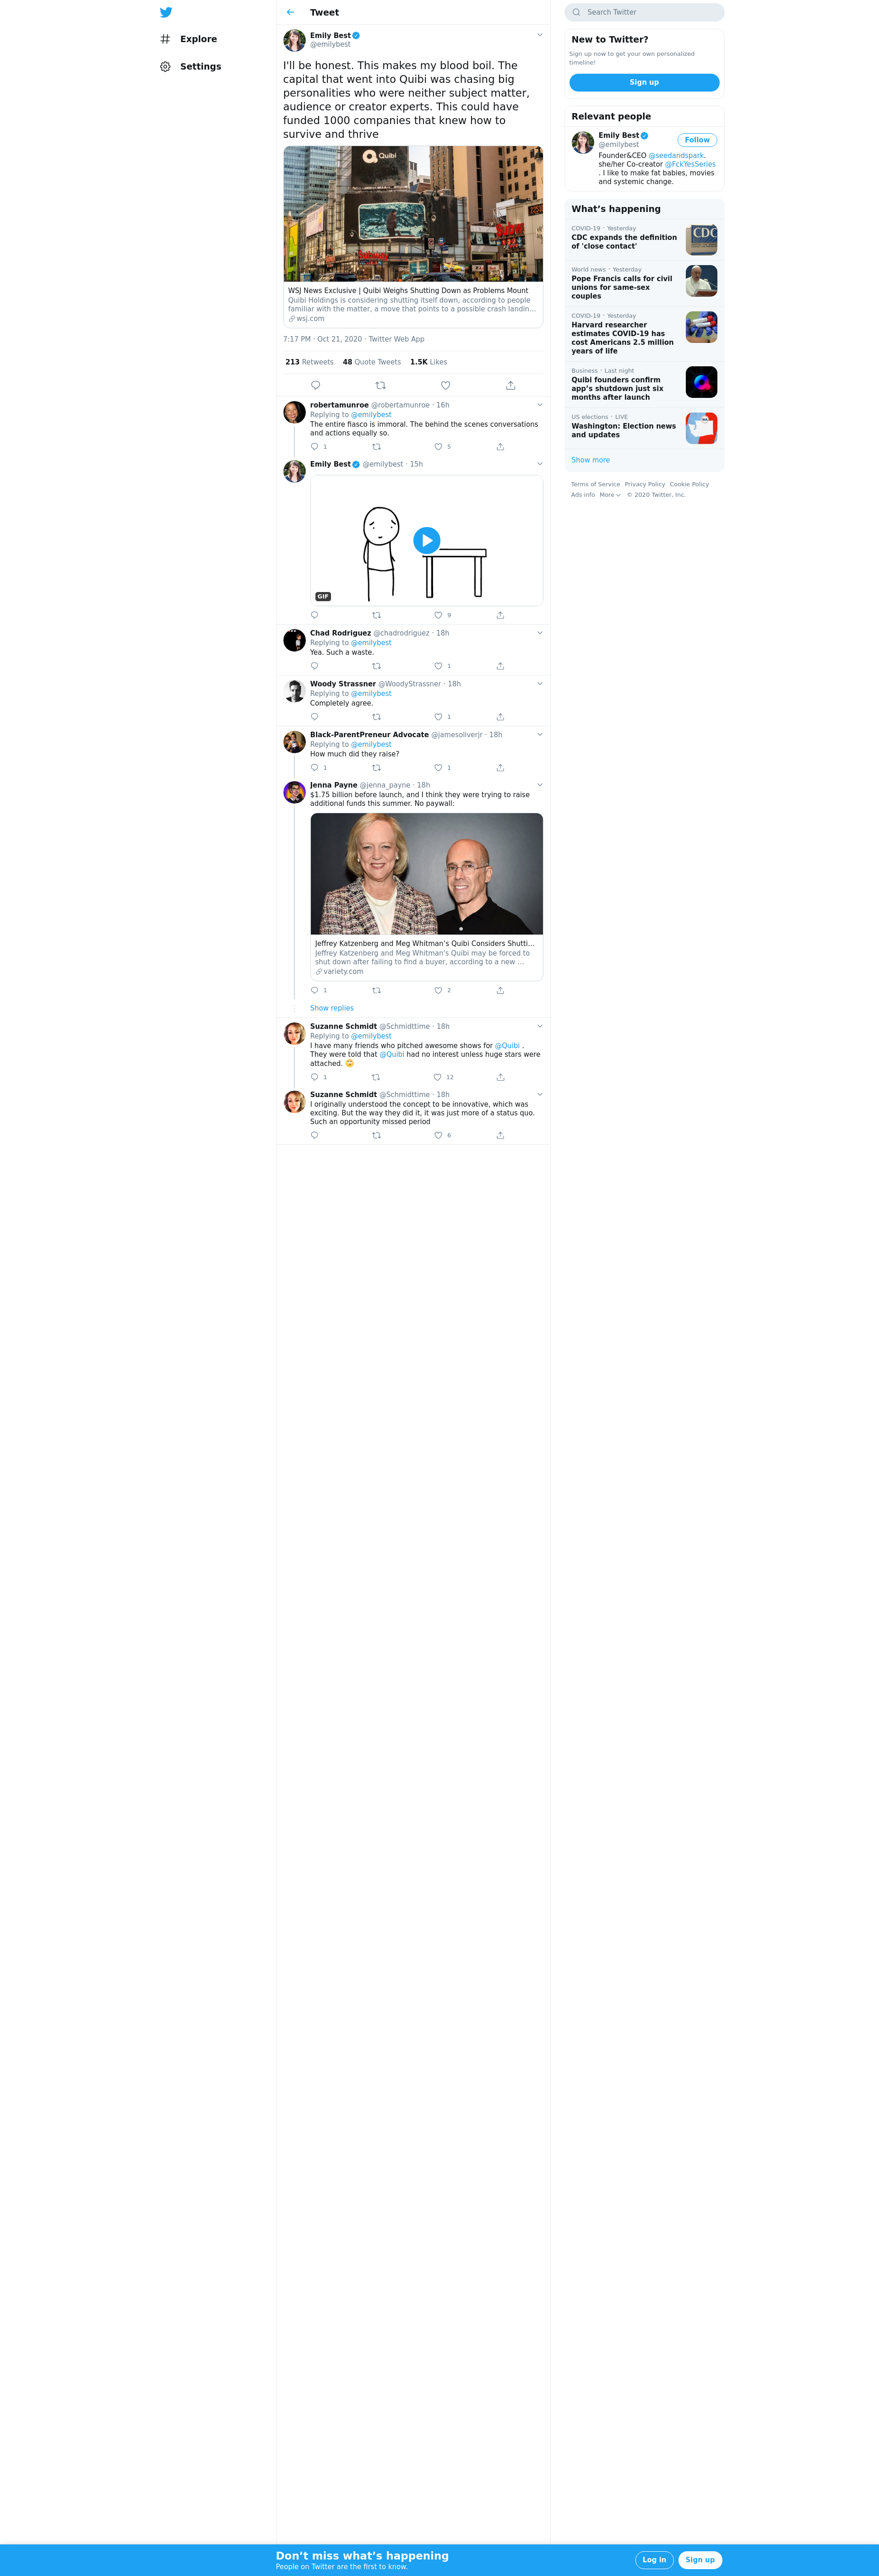 Explore
Settings
Tweet
Emily Best
@emilybest
I'll be honest. This makes my blood boil. The
capital that went into Quibi was chasing big
personalities who were neither subject matter,
audience or creator experts. This could have
funded 1000 companies that knew how to
survive and thrive
Quibi
WSJ News Exclusive | Quibi Weighs Shutting Down as Problems Mount
Quibi Holdings is considering shutting itself down, according to people
familiar with the matter, a move that points to a possible crash landin...
wsj.com
7:17 PM · Oct 21, 2020 · Twitter Web App
213 Retweets 48 Quote Tweets 1.5K Likes
robertamunroe @robertamunroe · 16h
Replying to @emilybest
The entire fiasco is immoral. The behind the scenes conversations
and actions equally so.
1 5
Emily Best @emilybest · 15h
GIF
9
Chad Rodriguez @chadrodriguez · 18h
Replying to @emilybest
Yea. Such a waste.
1
Woody Strassner @WoodyStrassner · 18h
Replying to @emilybest
Completely agree.
1
Black-ParentPreneur Advocate @jamesoliverjr · 18h
Replying to @emilybest
How much did they raise?
1 1
Jenna Payne @jenna_payne · 18h
$1.75 billion before launch, and I think they were trying to raise
additional funds this summer. No paywall:
Jeffrey Katzenberg and Meg Whitman's Quibi Considers Shutti...
Jeffrey Katzenberg and Meg Whitman's Quibi may be forced to
shut down after failing to find a buyer, according to a new ...
variety.com
1 2
Show replies
Suzanne Schmidt @Schmidttime · 18h
Replying to @emilybest
I have many friends who pitched awesome shows for @Quibi .
They were told that @Quibi had no interest unless huge stars were
attached. 🙄
1 12
Suzanne Schmidt @Schmidttime · 18h
I originally understood the concept to be innovative, which was
exciting. But the way they did it, it was just more of a status quo.
Such an opportunity missed period
6
Search Twitter
New to Twitter?
Sign up now to get your own personalized
timeline!
Sign up
Relevant people
Emily Best
@emilybest
Follow
Founder&CEO @seedandspark.
she/her Co-creator @FckYesSeries
. I like to make fat babies, movies
and systemic change.
What's happening
COVID-19 · Yesterday
CDC expands the definition
of 'close contact'
CDC
World news · Yesterday
Pope Francis calls for civil
unions for same-sex
couples
COVID-19 · Yesterday
Harvard researcher
estimates COVID-19 has
cost Americans 2.5 million
years of life
Business · Last night
Quibi founders confirm
app's shutdown just six
months after launch
US elections · LIVE
Washington: Election news
and updates
Show more
Terms of Service Privacy Policy Cookie Policy
Ads info More © 2020 Twitter, Inc.
Don't miss what's happening
People on Twitter are the first to know.
Log in
Sign up